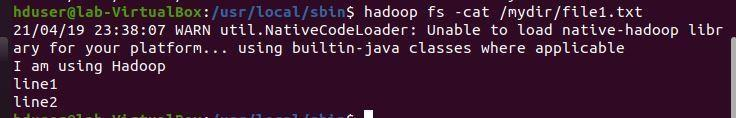 hduser@lab-VirtualBox:/usr/local/sbin$ hadoop fs -cat /mydir/file1.txt
21/04/19 23:38:07 WARN util.NativeCodeLoader: Unable to load native-hadoop libr
ary for your platform... using builtin-java classes where applicable
I am using Hadoop
line1
line2
hduser@lab-VirtualBox:/usr/local/sbin$